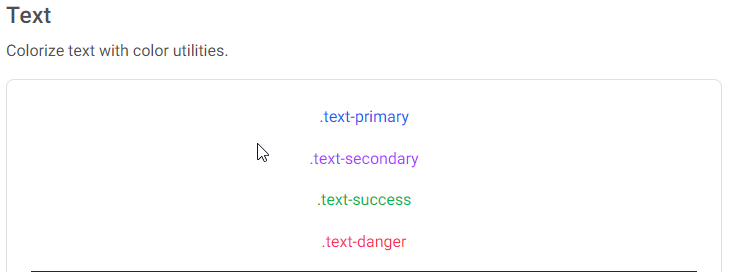 Text
Colorize text with color utilities.
.text-primary
.text-secondary
.text-success
.text-danger